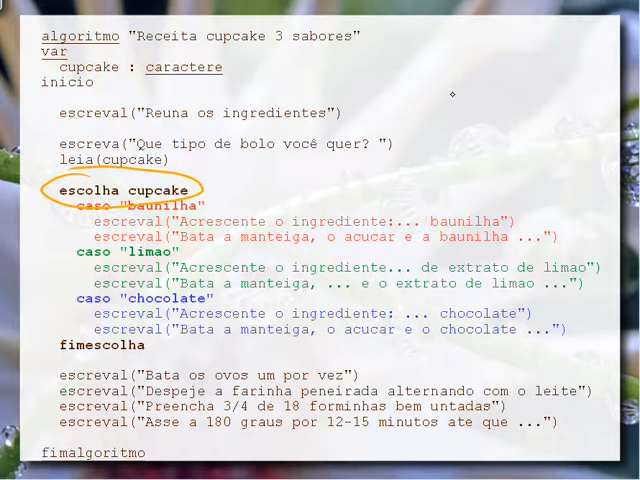 algoritmo "Receita cupcake 3 sabores"
var
cupcake : caractere
inicio
escreval("Reuna os ingredientes")
escreva("Que tipo de bolo você quer? ")
leia(cupcake)
escolha cupcake
caso "baunilha"
escreval("Acrescente o ingrediente:... baunilha")
escreval("Bata a manteiga, o acucar e a baunilha ...")
caso "limao"
escreval("Acrescente o ingrediente... de extrato de limao")
escreval("Bata a manteiga, ... e o extrato de limao ...")
caso "chocolate"
escreval("Acrescente o ingrediente: ... chocolate")
escreval("Bata a manteiga, o acucar e o chocolate ...")
fimescolha
escreval("Bata os ovos um por vez")
escreval("Despeje a farinha peneirada alternando com o leite")
escreval("Preencha 3/4 de 18 forminhas bem untadas")
escreval("Asse a 180 graus por 12-15 minutos ate que ...")
fimalgoritmo